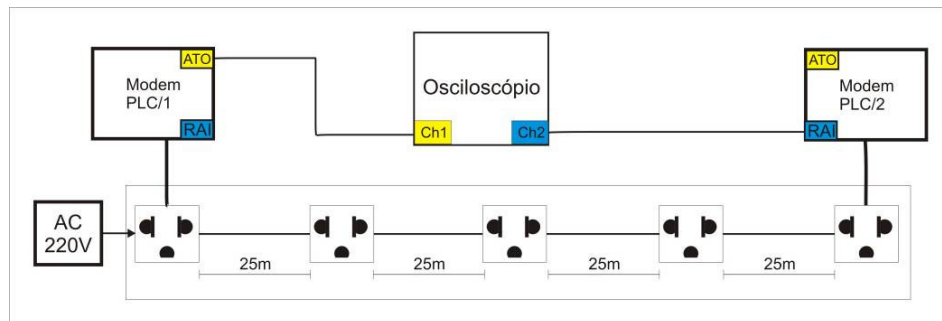 ATO
Modem
PLC/1
RAI
Osciloscópio
Ch1
Ch2
ATO
Modem
PLC/2
RAI
AC
220V
25m
25m
25m
25m